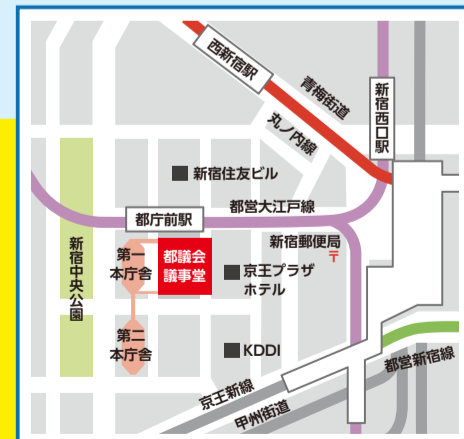 西新宿駅
青梅街道
新宿西口駅
丸ノ内線
新宿住友ビル
都営大江戸線
都庁前駅
新宿郵便局
〒
新宿中央公園
第一
本庁舎
都議会
議事堂
京王プラザ
ホテル
第二
本庁舎
KDDI
都営新宿線
京王新線
甲州街道